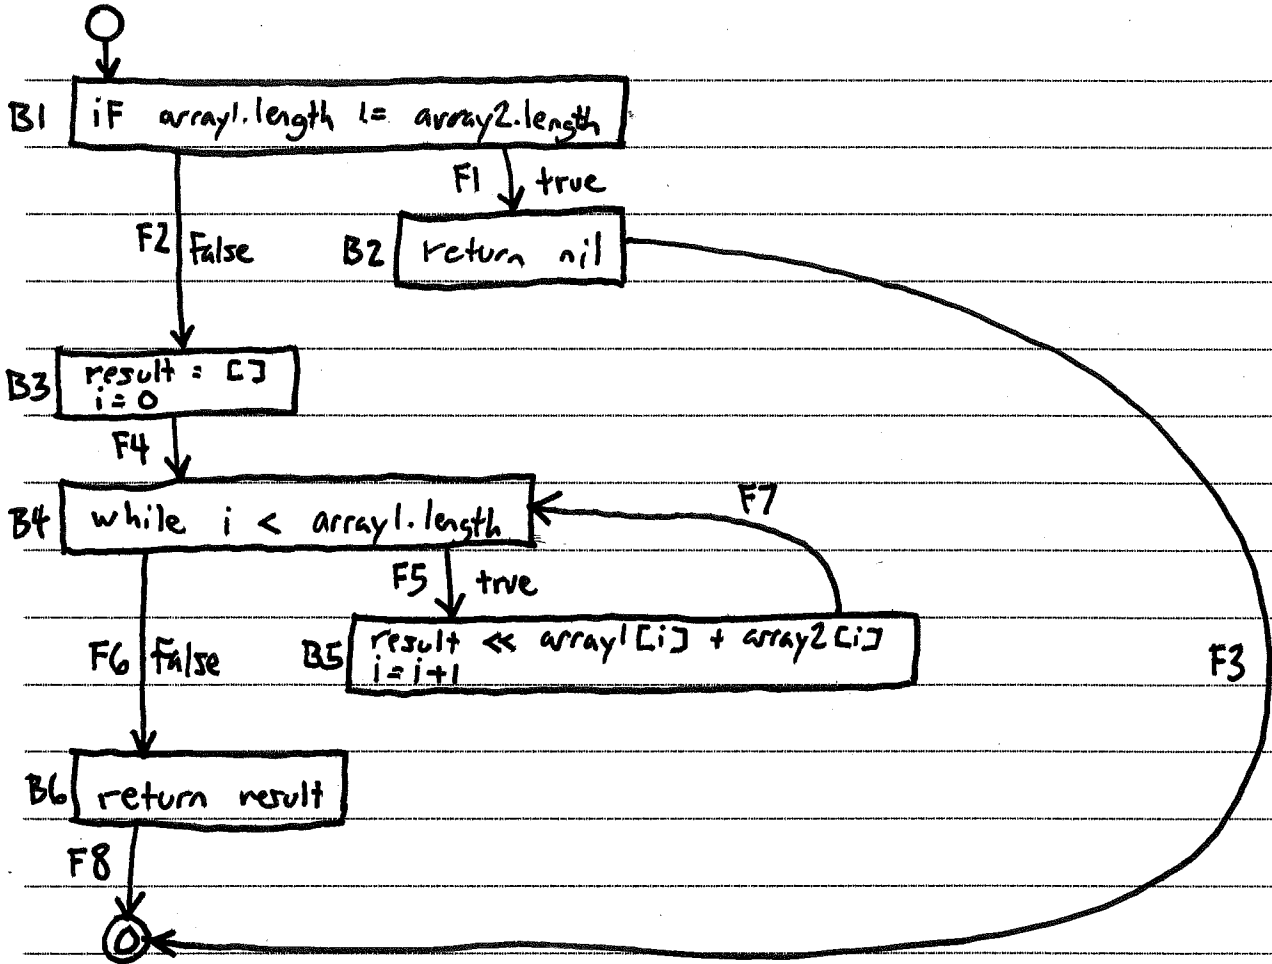 B1 if array1.length != array2.length
F1 true
F2 False
B2 return nil
B3 result = []
i = 0
F4
B4 while i < array1.length
F7
F5 true
B5 result << array1[i] + array2[i]
i = i + 1
F6 False
F3
B6 return result
F8